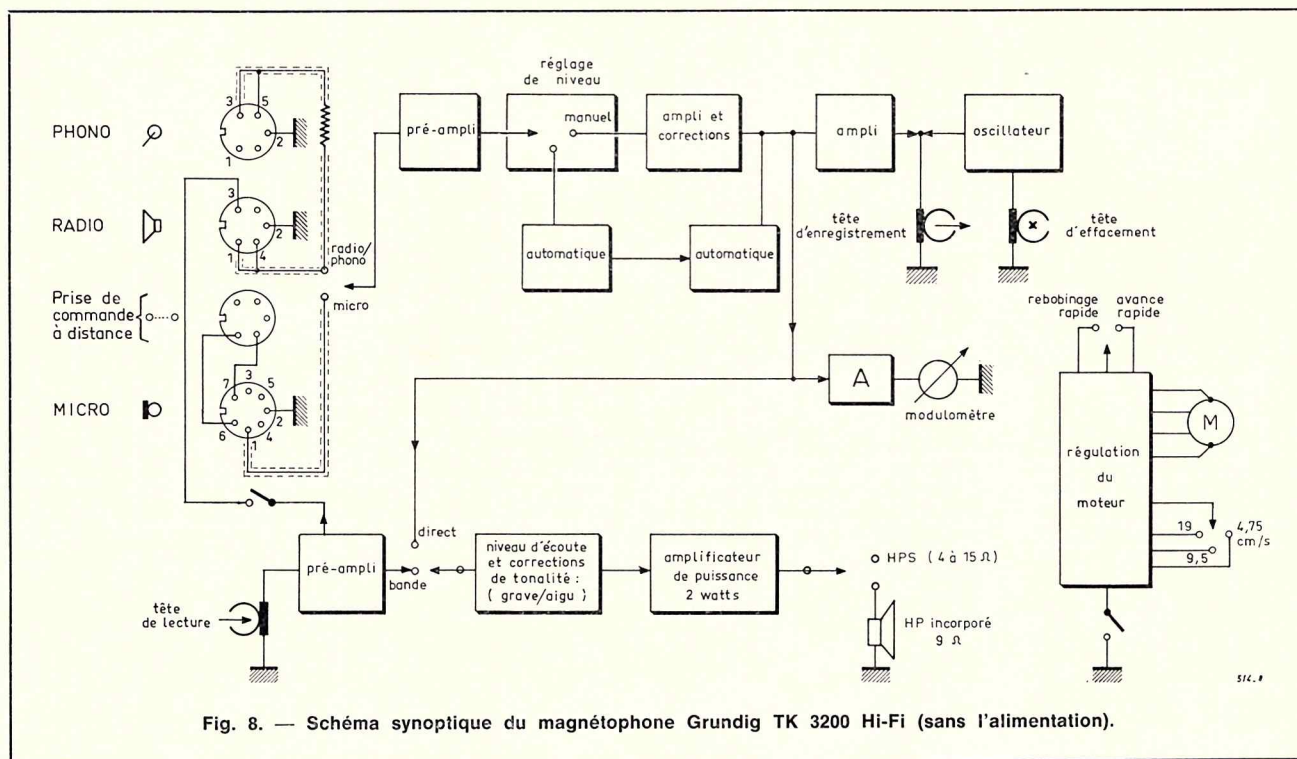 réglage
de niveau
3
5
PHONO
2
1
pré-ampli
manuel
ampli et
corrections
ampli
oscillateur
3
RADIO
2
1
4
radio/
phono
automatique
automatique
tête
d'enregistrement
tête
d'effacement
micro
Prise de
commande
à distance
rebobinage
rapide
avance
rapide
7
3
5
MICRO
2
6
1
4
A
modulomètre
M
régulation
du
moteur
direct
19
4,75
cm/s
9,5
pré-ampli
bande
niveau d'écoute
et corrections
de tonalité :
( grave/aigu )
amplificateur
de puissance
2 watts
HPS ( 4 à 15 Ω )
tête
de lecture
HP incorporé
9 Ω
514.8
Fig. 8. — Schéma synoptique du magnétophone Grundig TK 3200 Hi-Fi (sans l'alimentation).